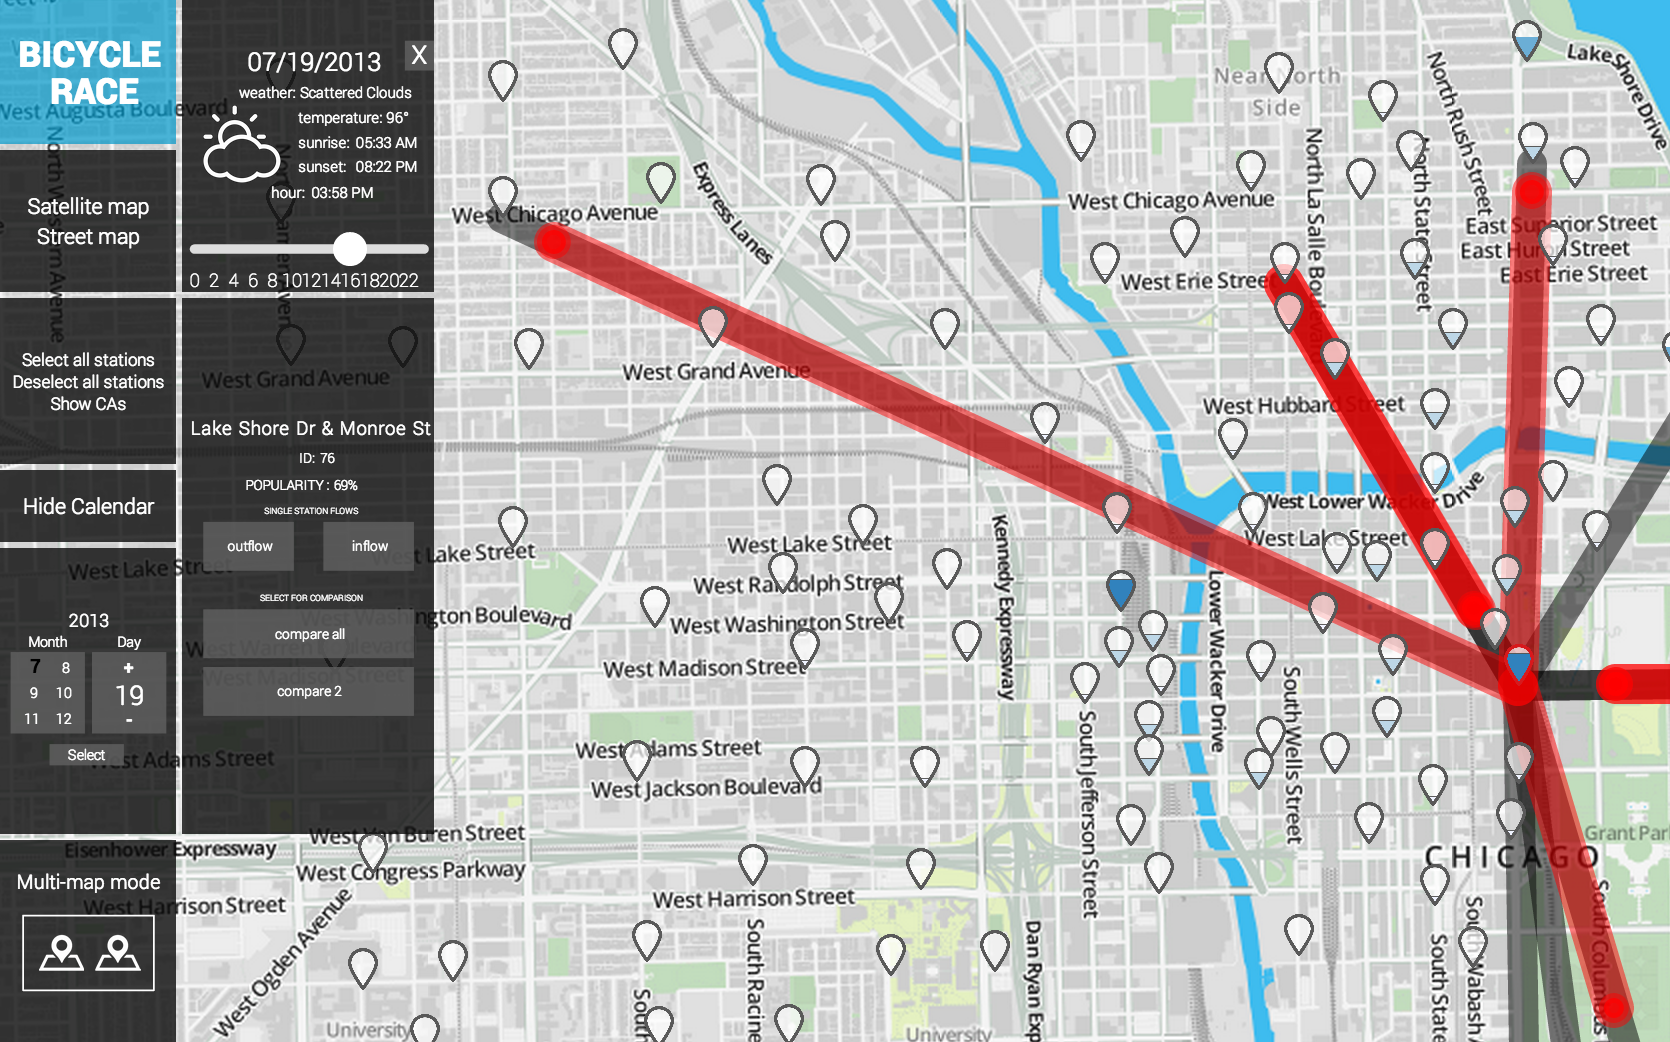 BICYCLE
RACE
West Augusta Boulevard
Satellite map
Street map
Select all stations
Deselect all stations
Show CAs
Hide Calendar
2013
Month
Day
7 8
9 10
11 12
+
19
-
Select
Multi-map mode
07/19/2013
X
weather: Scattered Clouds
temperature: 96°
sunrise: 05:33 AM
sunset: 08:22 PM
hour: 03:58 PM
0 2 4 6 8 10 12 14 16 18 20 22
Lake Shore Dr & Monroe St
ID: 76
POPULARITY : 69%
SINGLE STATION FLOWS
outflow
inflow
SELECT FOR COMPARISON
compare all
compare 2
Near North
Side
Lake Shore Drive
North Rush Street
North State Street
North La Salle Boulevard
West Chicago Avenue
West Chicago Avenue
Express Lanes
East Superior Street
East Huron Street
East Erie Street
West Erie Street
West Grand Avenue
West Grand Avenue
West Hubbard Street
West Lower Wacker Drive
West Lake Street
West Lake Street
West Lake Street
West Lake Street
West Randolph Street
West Washington Street
West Washington Boulevard
West Warren Boulevard
West Madison Street
West Madison Street
Kennedy Expressway
Lower Wacker Drive
South Wells Street
South Jefferson Street
West Adams Street
West Adams Street
West Jackson Boulevard
West Van Buren Street
Eisenhower Expressway
West Congress Parkway
West Harrison Street
West Harrison Street
West Ogden Avenue
South Racine
South
Dan Ryan Exp
CHICAGO
Grant Par
South Columbus
South State
South Wabash A
University
University